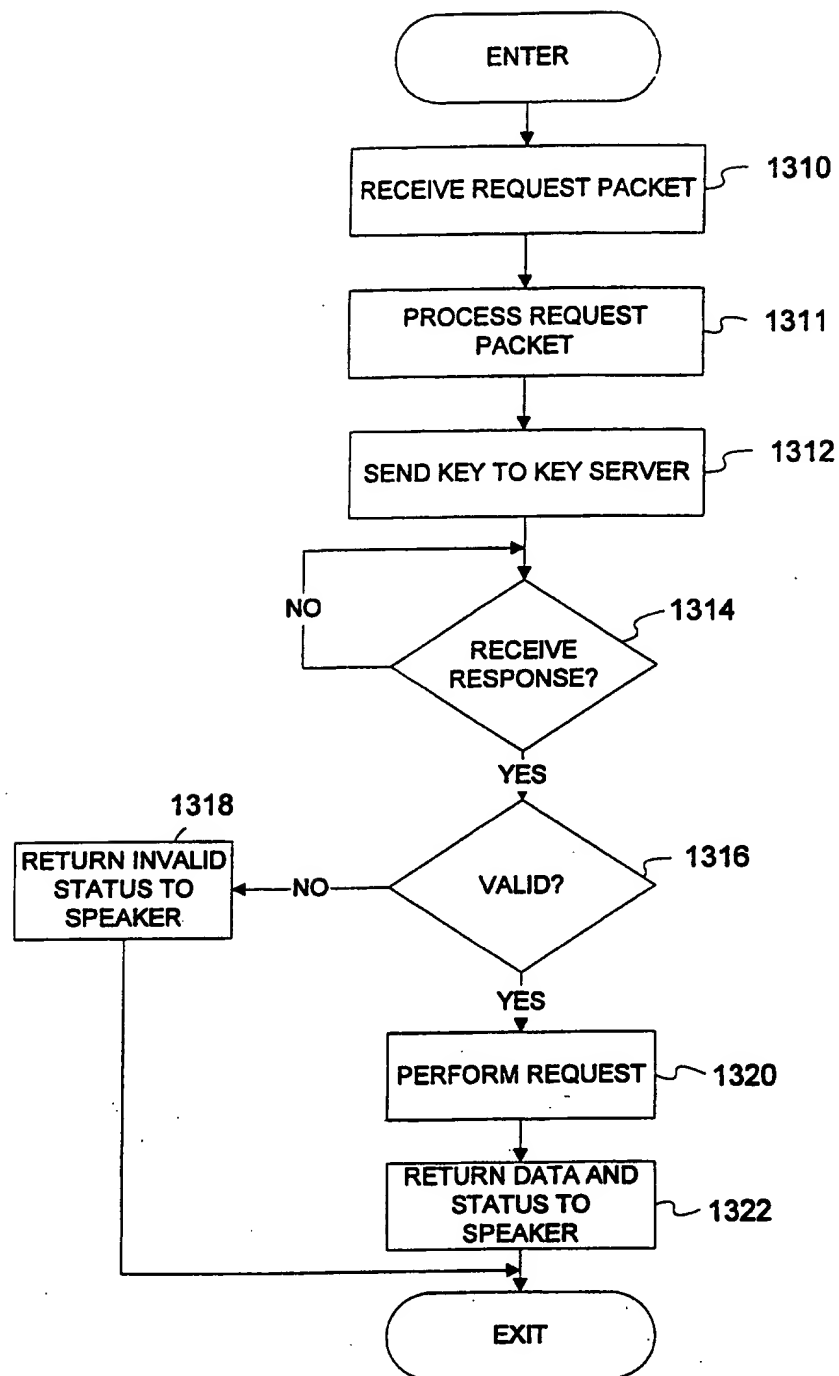 ENTER
RECEIVE REQUEST PACKET
1310
PROCESS REQUEST
PACKET
1311
SEND KEY TO KEY SERVER
1312
NO
RECEIVE
RESPONSE?
1314
YES
1318
RETURN INVALID
STATUS TO
SPEAKER
NO
VALID?
1316
YES
PERFORM REQUEST
1320
RETURN DATA AND
STATUS TO
SPEAKER
1322
EXIT